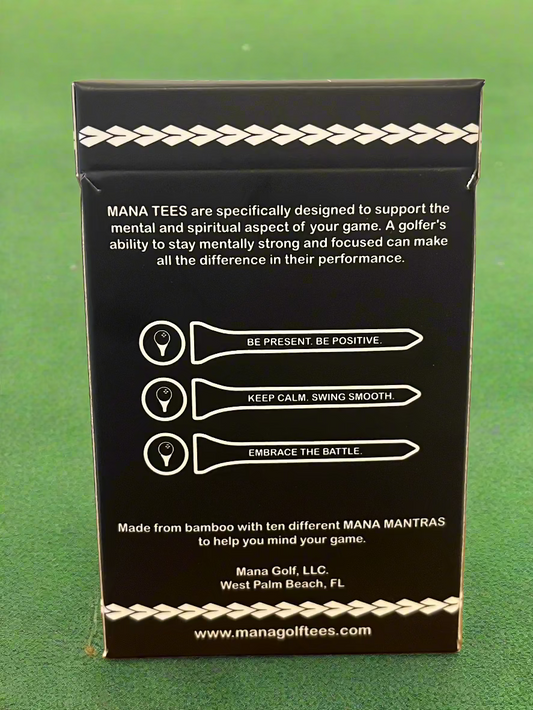 MANA TEES are specifically designed to support the
mental and spiritual aspect of your game. A golfer's
ability to stay mentally strong and focused can make
all the difference in their performance.
BE PRESENT. BE POSITIVE.
KEEP CALM. SWING SMOOTH.
EMBRACE THE BATTLE.
Made from bamboo with ten different MANA MANTRAS
to help you mind your game.
Mana Golf, LLC.
West Palm Beach, FL
www.managolftees.com